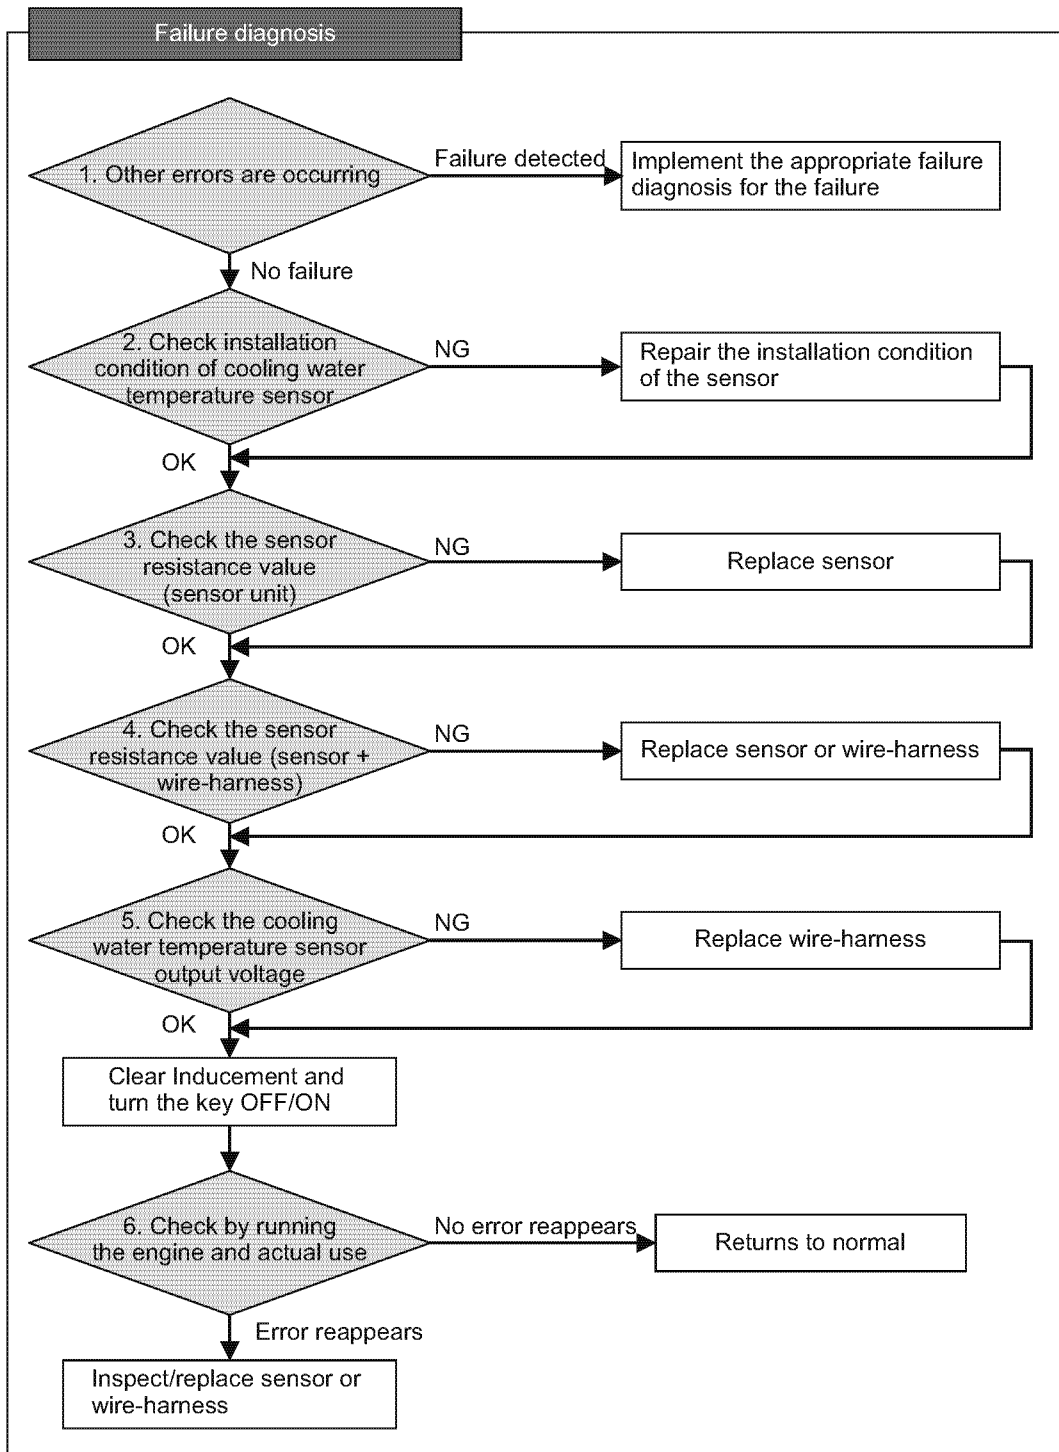 Failure diagnosis
1. Other errors are occurring
Failure detected
Implement the appropriate failure
diagnosis for the failure
No failure
2. Check installation
condition of cooling water
temperature sensor
NG
Repair the installation condition
of the sensor
OK
3. Check the sensor
resistance value
(sensor unit)
NG
Replace sensor
OK
4. Check the sensor
resistance value (sensor +
wire-harness)
NG
Replace sensor or wire-harness
OK
5. Check the cooling
water temperature sensor
output voltage
NG
Replace wire-harness
OK
Clear Inducement and
turn the key OFF/ON
6. Check by running
the engine and actual use
No error reappears
Returns to normal
Error reappears
Inspect/replace sensor or
wire-harness